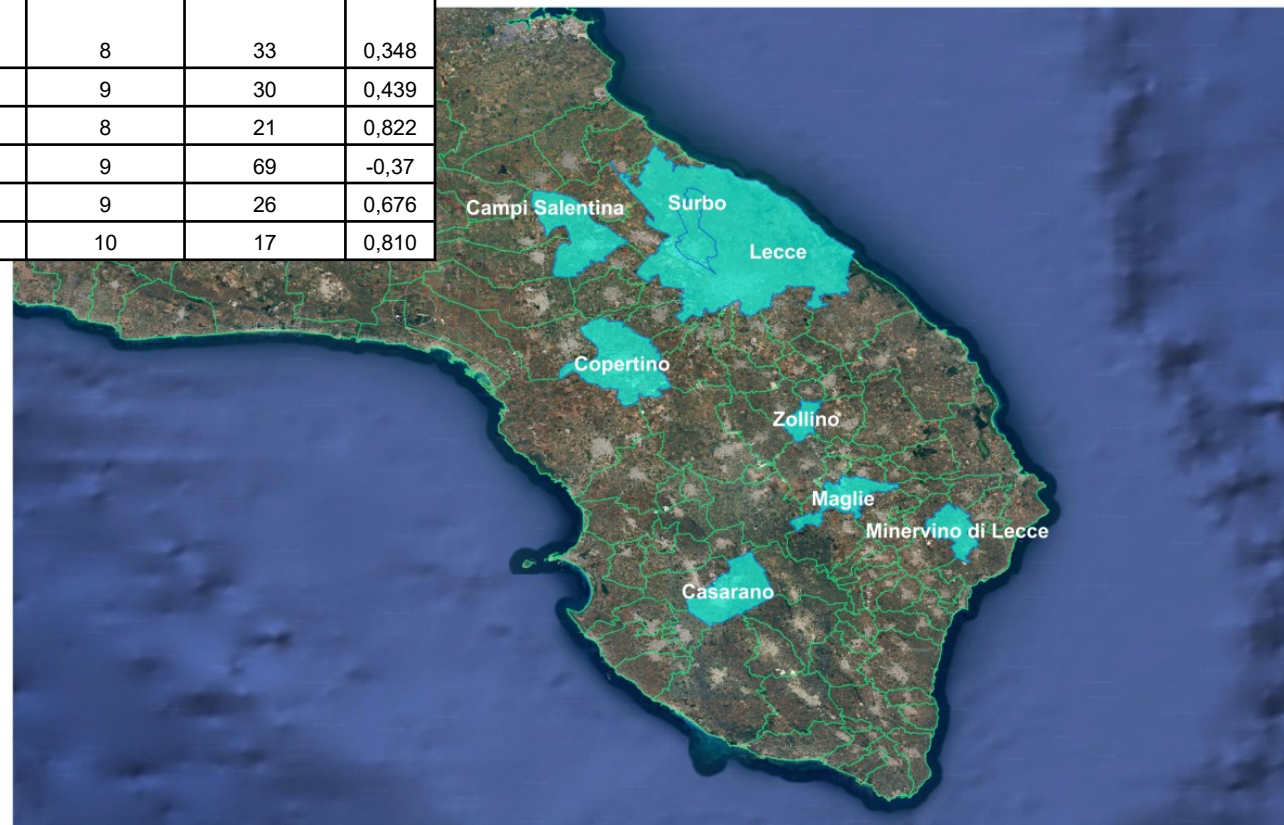 8 33 0,348
9 30 0,439
8 21 0,822
9 69 -0,37
9 26 0,676
10 17 0,810
Campi Salentina
Surbo
Lecce
Copertino
Zollino
Maglie
Minervino di Lecce
Casarano